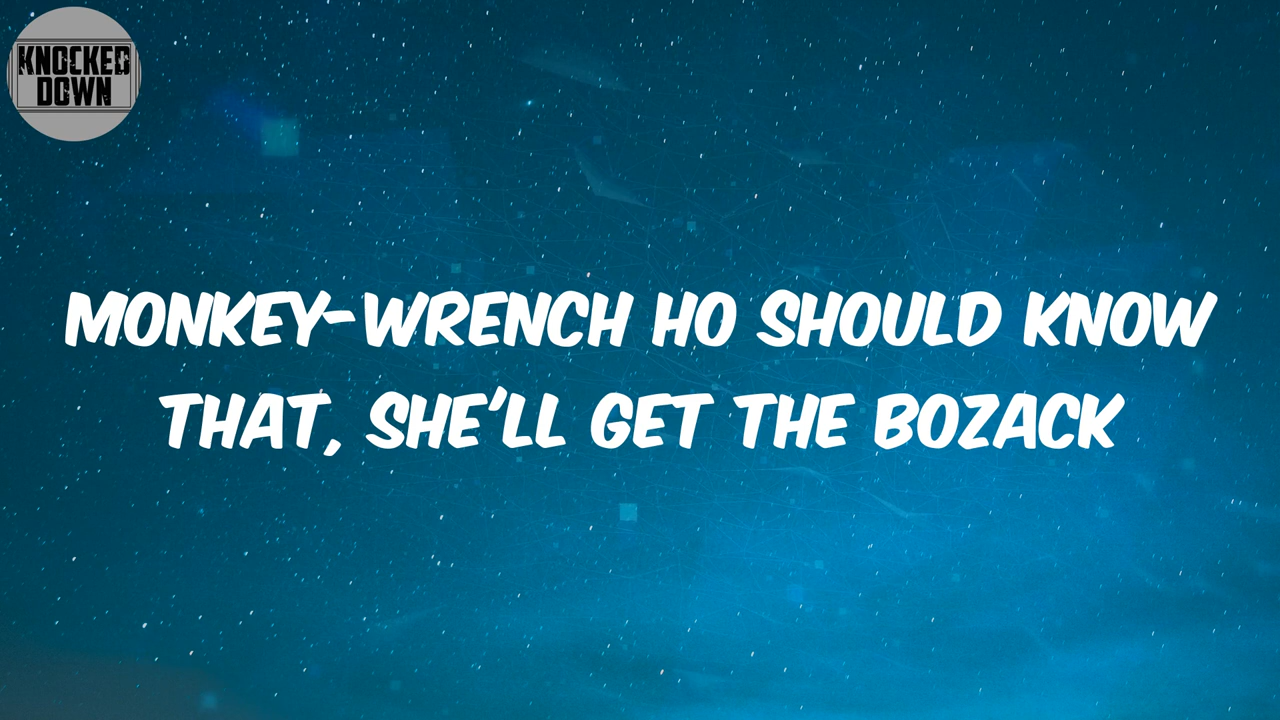 KNOCKED
DOWN
MONKEY-WRENCH HO SHOULD KNOW
THAT, SHE'LL GET THE BOZACK